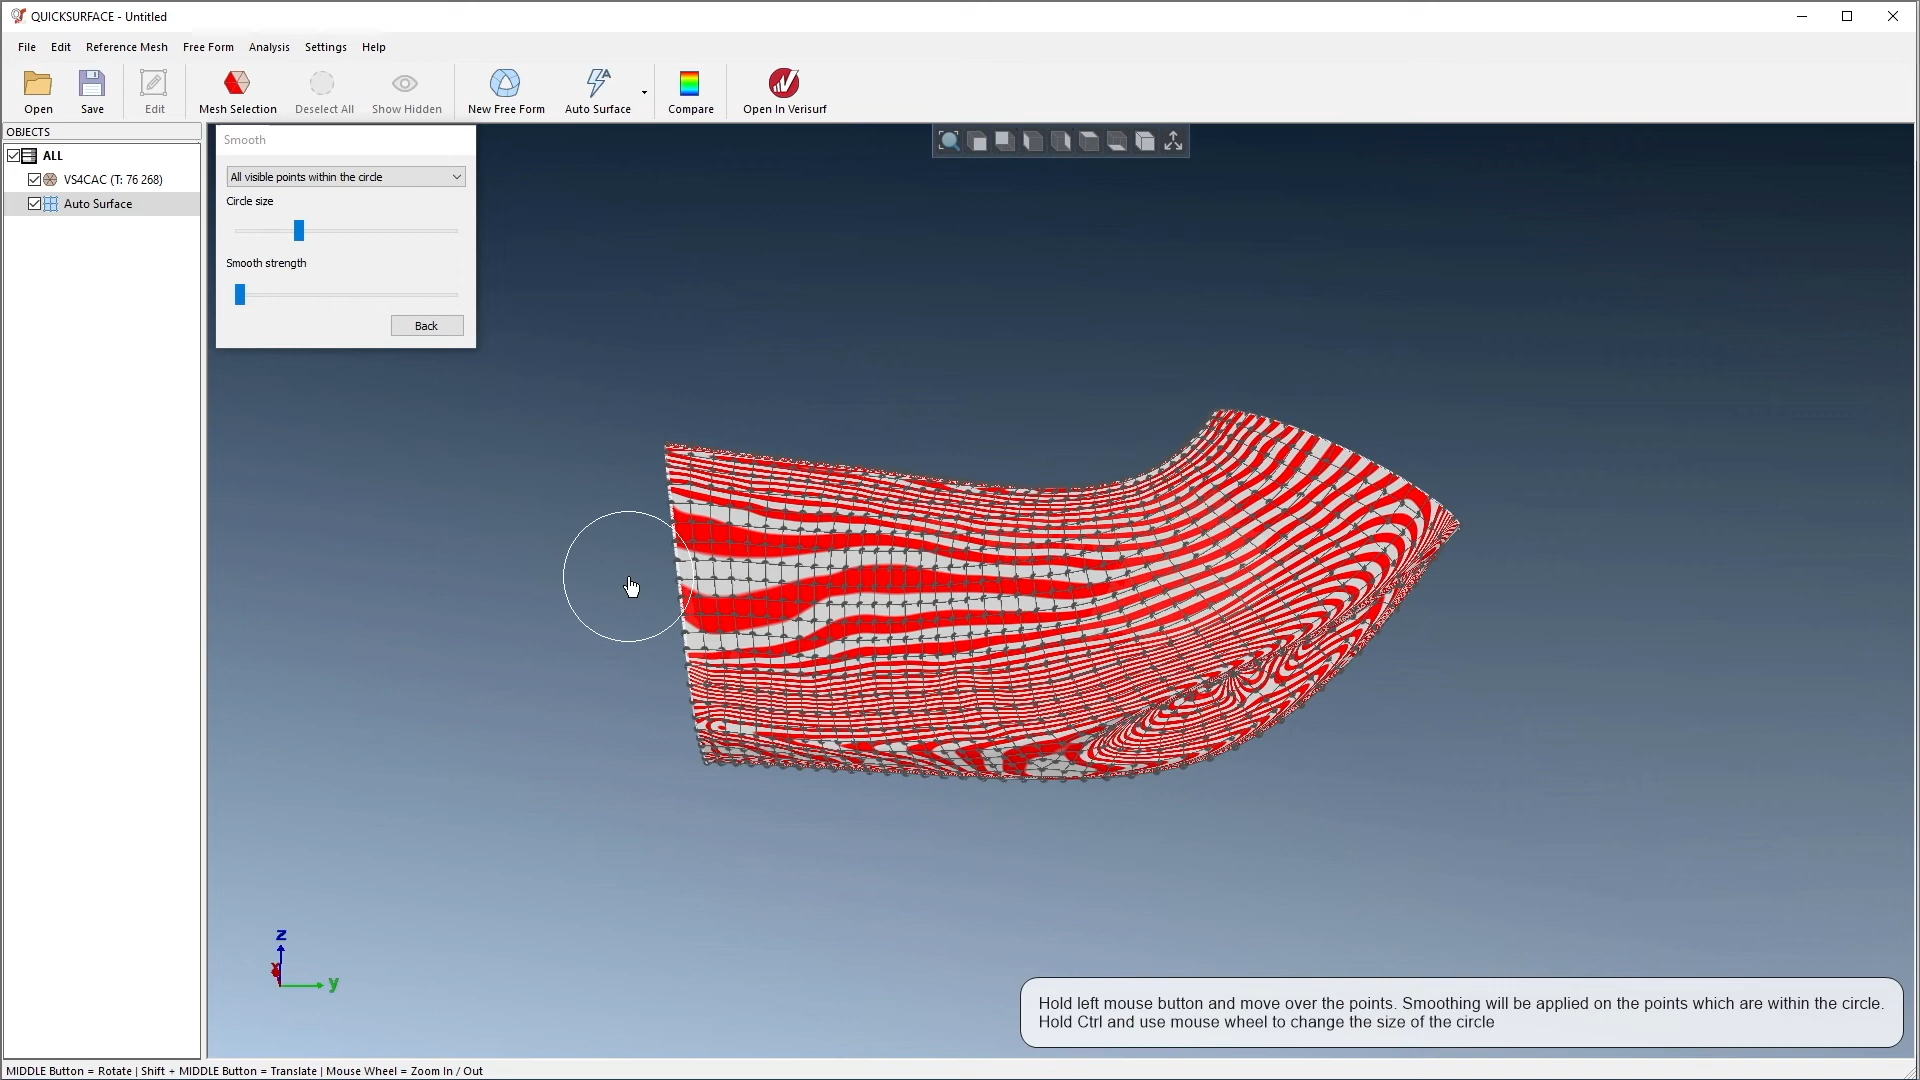 QUICKSURFACE - Untitled
File Edit Reference Mesh Free Form Analysis Settings Help
Open Save Edit Mesh Selection Deselect All Show Hidden New Free Form Auto Surface Compare Open In Verisurf
OBJECTS
ALL
VS4CAC (T: 76 268)
Auto Surface
Smooth
All visible points within the circle
Circle size
Smooth strength
Back
z
x
y
Hold left mouse button and move over the points. Smoothing will be applied on the points which are within the circle.
Hold Ctrl and use mouse wheel to change the size of the circle
MIDDLE Button = Rotate | Shift + MIDDLE Button = Translate | Mouse Wheel = Zoom In / Out